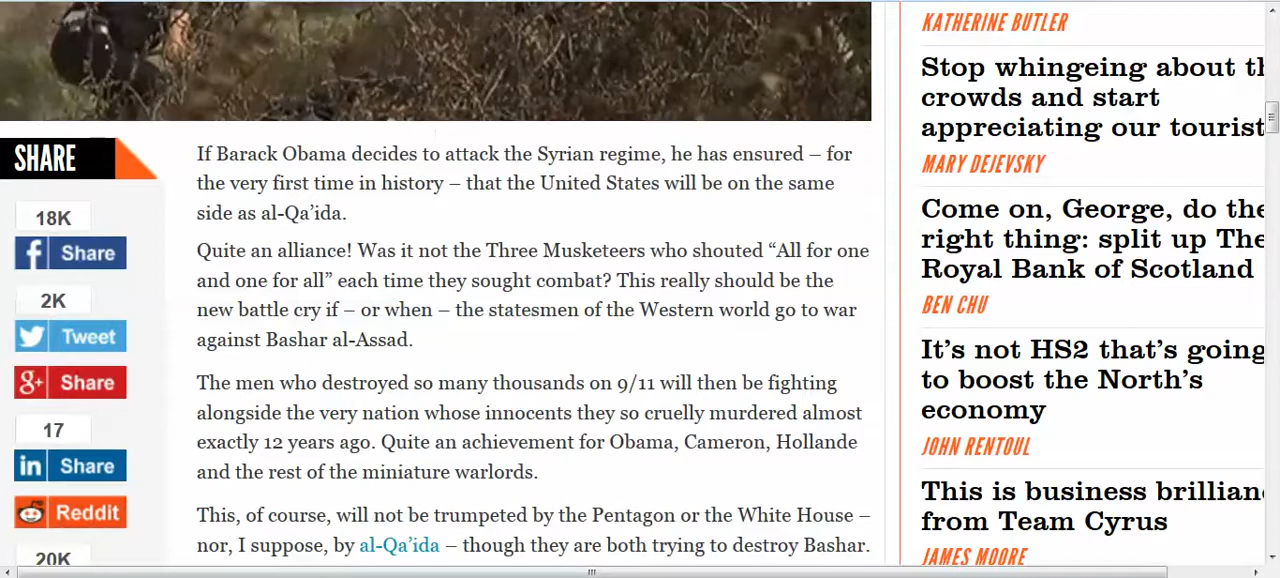 SHARE
18K
f Share
2K
Tweet
g+ Share
17
in Share
Reddit
20K
If Barack Obama decides to attack the Syrian regime, he has ensured – for
the very first time in history – that the United States will be on the same
side as al-Qa’ida.
Quite an alliance! Was it not the Three Musketeers who shouted “All for one
and one for all” each time they sought combat? This really should be the
new battle cry if – or when – the statesmen of the Western world go to war
against Bashar al-Assad.
The men who destroyed so many thousands on 9/11 will then be fighting
alongside the very nation whose innocents they so cruelly murdered almost
exactly 12 years ago. Quite an achievement for Obama, Cameron, Hollande
and the rest of the miniature warlords.
This, of course, will not be trumpeted by the Pentagon or the White House –
nor, I suppose, by al-Qa’ida – though they are both trying to destroy Bashar.
KATHERINE BUTLER
Stop whingeing about th
crowds and start
appreciating our tourist
MARY DEJEVSKY
Come on, George, do the
right thing: split up The
Royal Bank of Scotland
BEN CHU
It’s not HS2 that’s going
to boost the North’s
economy
JOHN RENTOUL
This is business brillian
from Team Cyrus
JAMES MOORE